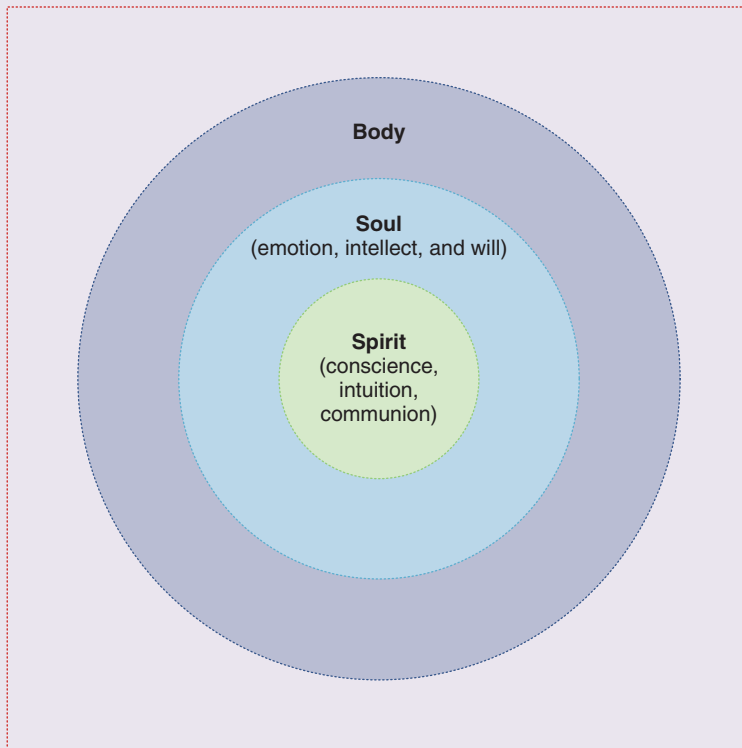 Body
Soul
(emotion, intellect, and will)
Spirit
(conscience,
intuition,
communion)